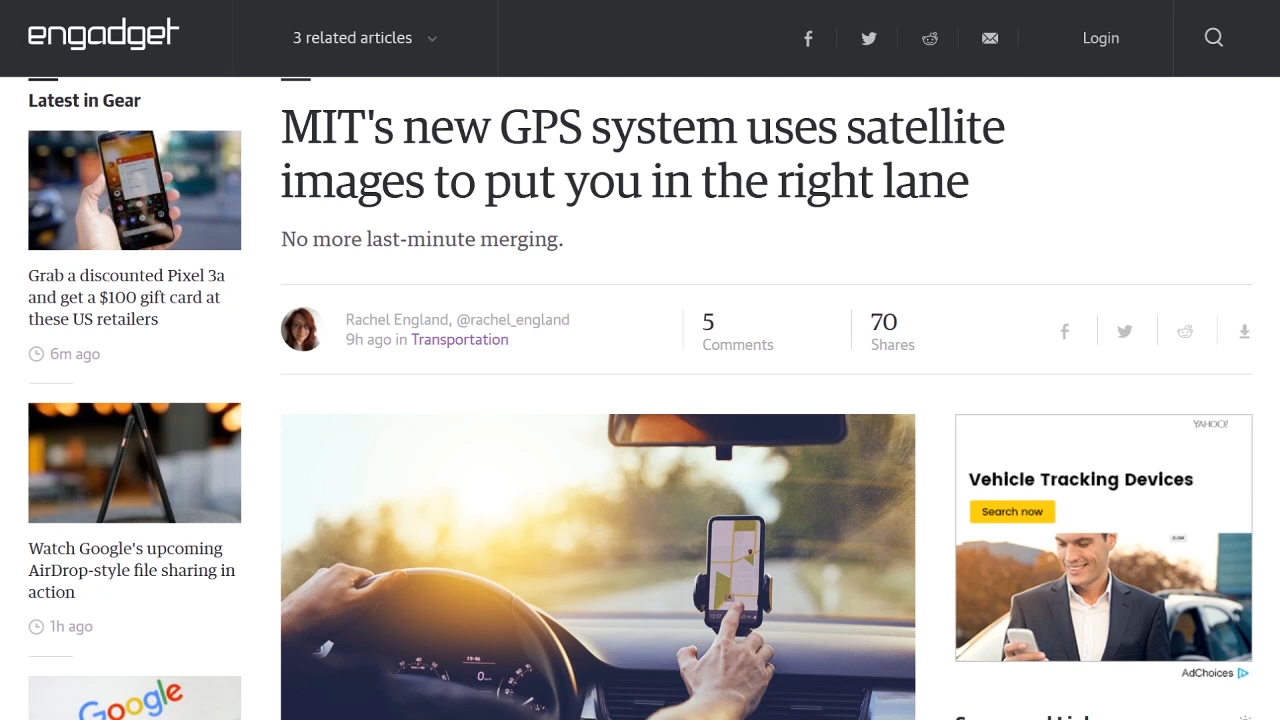 engadget
3 related articles
Login
Latest in Gear
Grab a discounted Pixel 3a
and get a $100 gift card at
these US retailers
6m ago
Watch Google's upcoming
AirDrop-style file sharing in
action
1h ago
Google
MIT's new GPS system uses satellite
images to put you in the right lane
No more last-minute merging.
Rachel England, @rachel_england
9h ago in Transportation
5
Comments
70
Shares
YAHOO!
Vehicle Tracking Devices
Search now
AdChoices